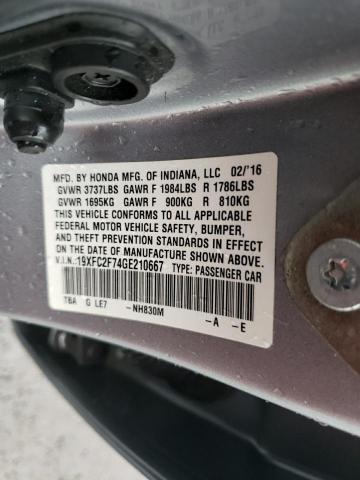 MFD. BY HONDA MFG. OF INDIANA, LLC 02/'16
GVWR 3737LBS GAWR F 1984LBS R 1786LBS
GVWR 1695KG GAWR F 900KG R 810KG
THIS VEHICLE CONFORMS TO ALL APPLICABLE
FEDERAL MOTOR VEHICLE SAFETY, BUMPER,
AND THEFT PREVENTION STANDARDS IN EFFECT
ON THE DATE OF MANUFACTURE SHOWN ABOVE.
V.I.N.:19XFC2F74GE210667 TYPE: PASSENGER CAR
TBA G LE7 -NH830M -A -E